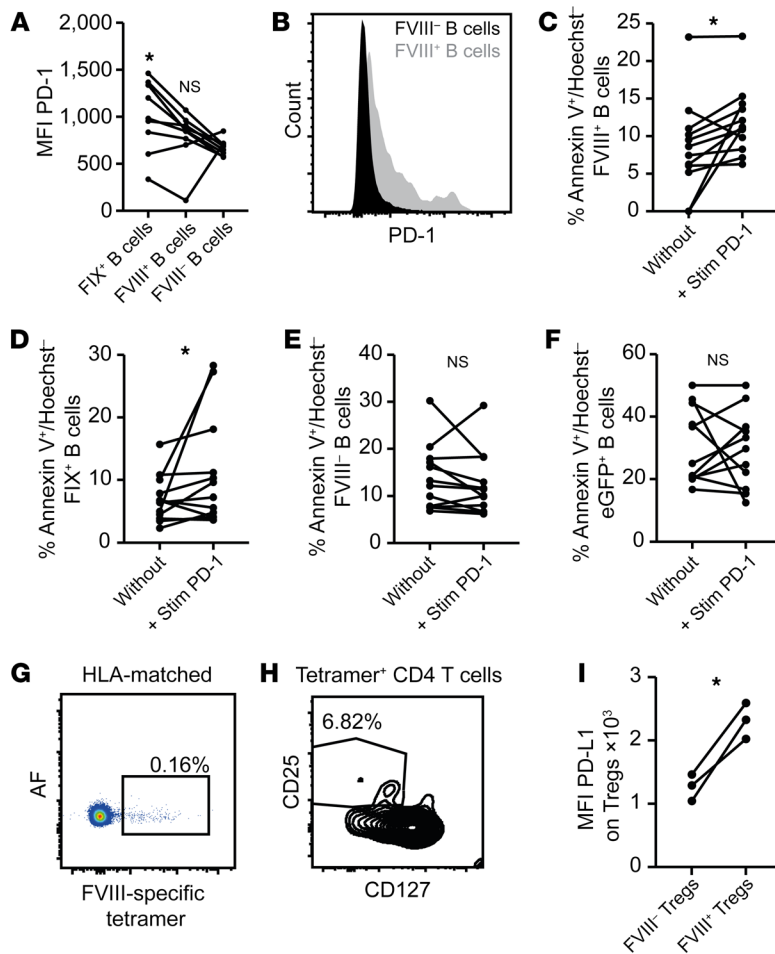 A
MFI PD-1
2,000
1,500
1,000
500
0
*
NS
FIX⁺ B cells
FVIII⁺ B cells
FVIII⁻ B cells
B
Count
FVIII⁻ B cells
FVIII⁺ B cells
PD-1
C
% Annexin V⁺/Hoechst⁻
FVIII⁺ B cells
25
20
15
10
5
0
*
Without
+ Stim PD-1
D
% Annexin V⁺/Hoechst⁻
FIX⁺ B cells
30
20
10
0
*
Without
+ Stim PD-1
E
% Annexin V⁺/Hoechst⁻
FVIII⁻ B cells
40
30
20
10
0
NS
Without
+ Stim PD-1
F
% Annexin V⁺/Hoechst⁻
eGFP⁺ B cells
60
40
20
0
NS
Without
+ Stim PD-1
G
HLA-matched
AF
0.16%
FVIII-specific
tetramer
H
Tetramer⁺ CD4 T cells
CD25
6.82%
CD127
I
MFI PD-L1
on Tregs ×10³
3
2
1
0
*
FVIII⁻ Tregs
FVIII⁺ Tregs